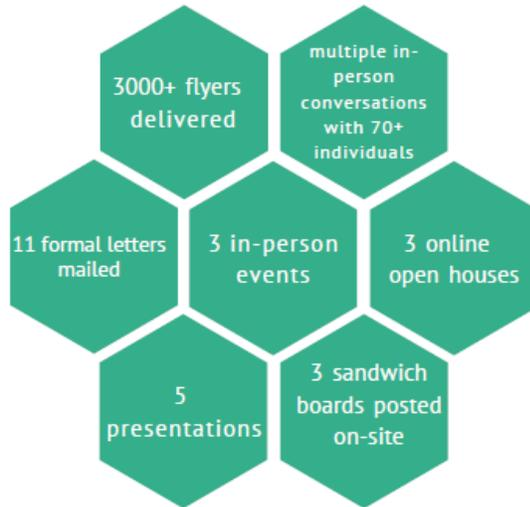 3000+ flyers
delivered
multiple in-
person
conversations
with 70+
individuals
11 formal letters
mailed
3 in-person
events
3 online
open houses
5
presentations
3 sandwich
boards posted
on-site